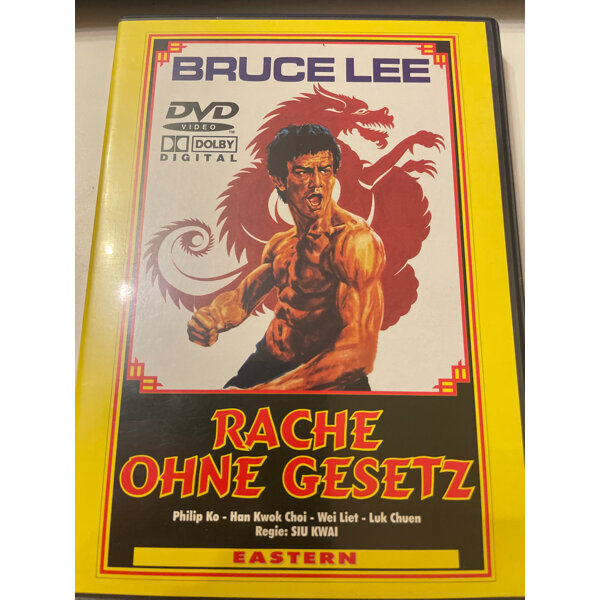 BRUCE LEE
DVD
VIDEO
TM
DOLBY
DIGITAL
RACHE
OHNE GESETZ
Philip Ko - Han Kwok Choi - Wei Liet - Luk Chuen
Regie: SIU KWAI
EASTERN